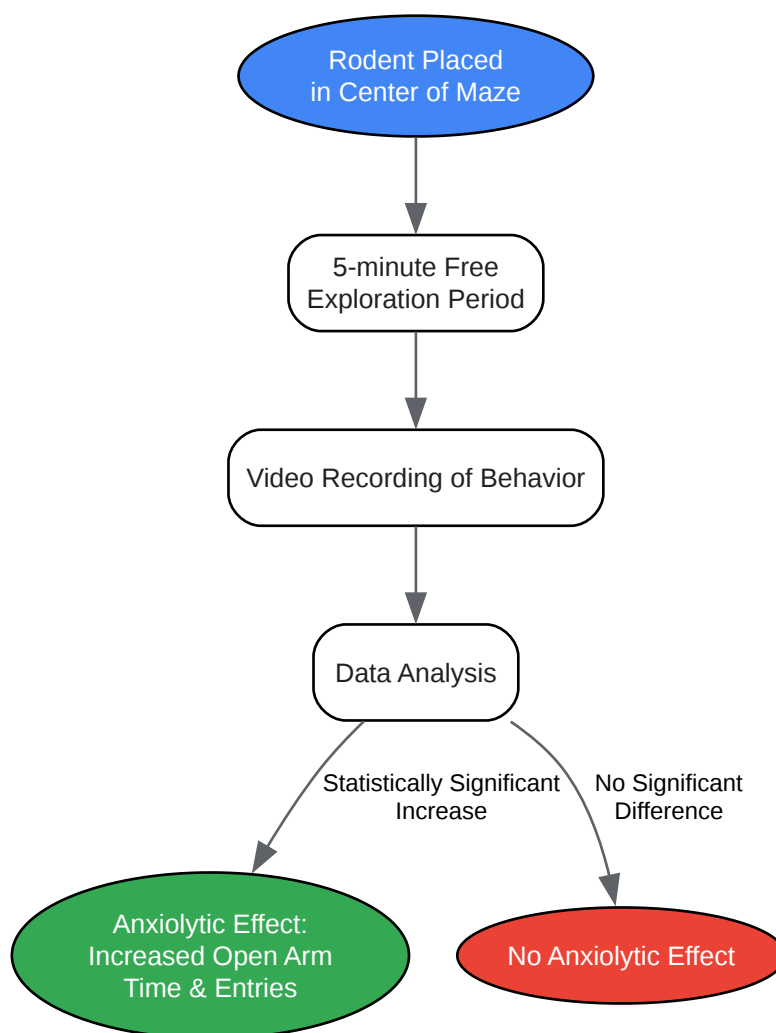 Rodent Placed
in Center of Maze
5-minute Free
Exploration Period
Video Recording of Behavior
Data Analysis
Statistically Significant
Increase
No Significant
Difference
Anxiolytic Effect:
Increased Open Arm
Time & Entries
No Anxiolytic Effect